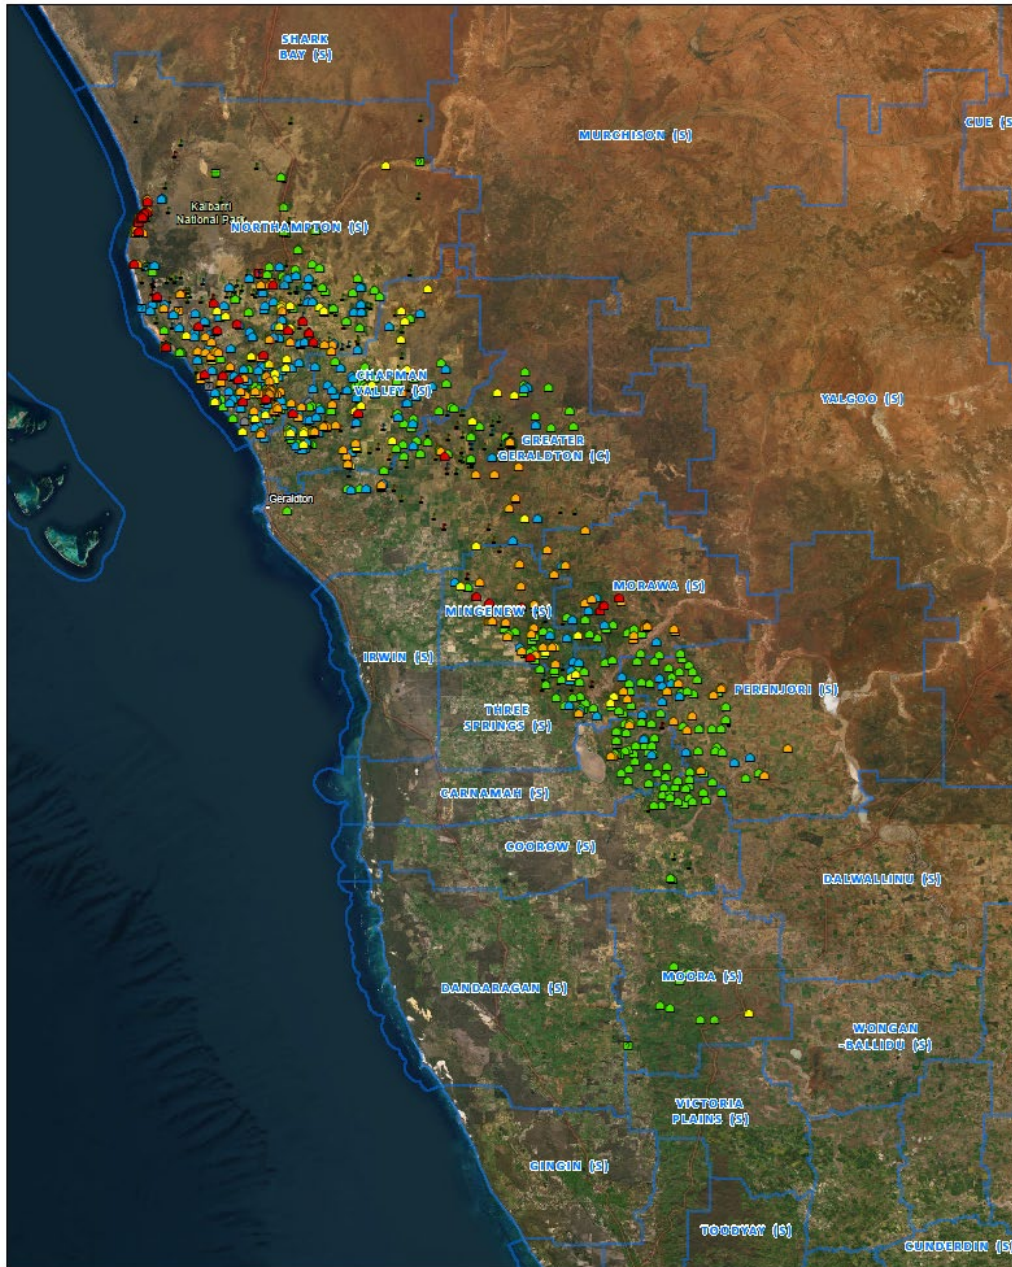 SHARK
BAY (S)
MURCHISON (S)
CUE (S
Kalbarri
National Park
NORTHAMPTON (S)
CHAPMAN
VALLEY (S)
YALGOO (S)
GREATER
GERALDTON (C)
Geraldton
MORAWA (S)
MINGENEW (S)
IRWIN (S)
PERENJORI (S)
THREE
SPRINGS (S)
CARNAMAH (S)
COOROW (S)
DALWALLINU (S)
MOORA (S)
DANDARAGAN (S)
WONGAN
-BALLIDU (S)
VICTORIA
PLAINS (S)
GINGIN (S)
TOODYAY (S)
CUNDERDIN (S)